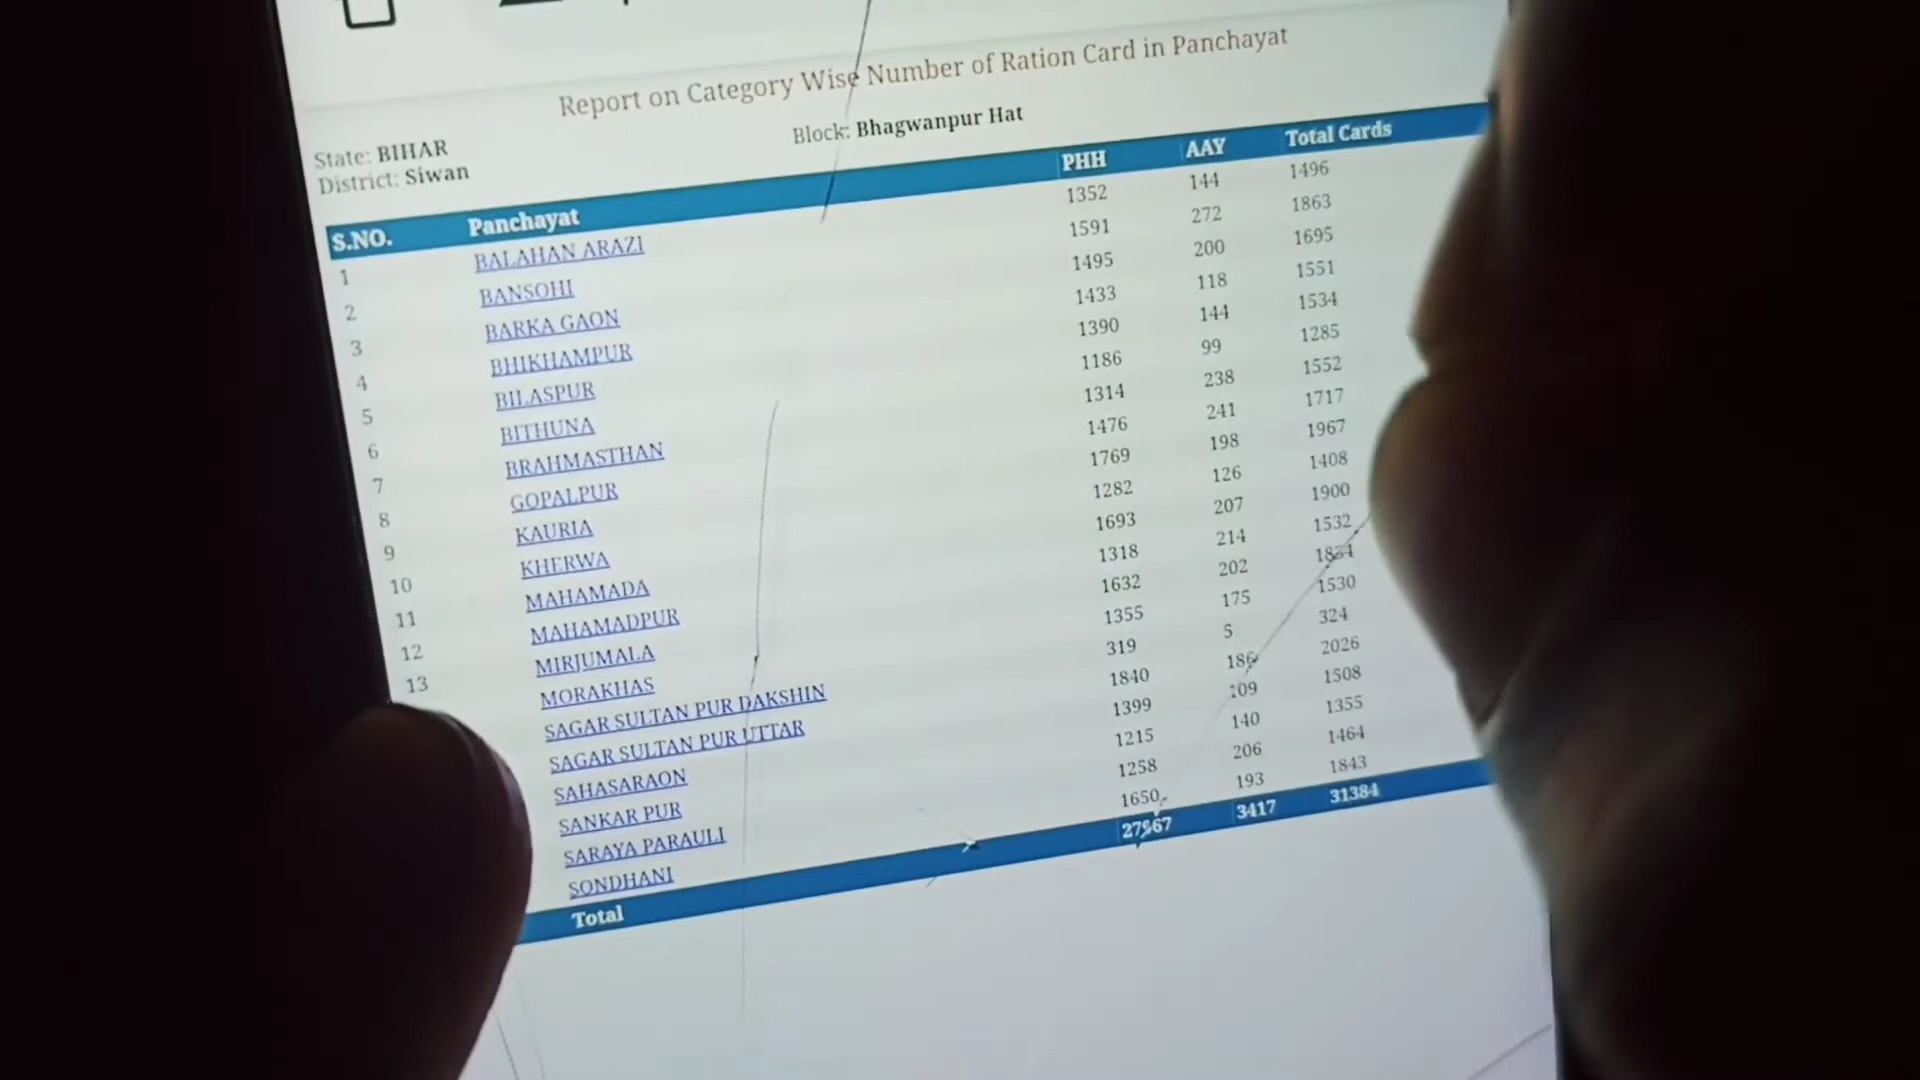 Report on Category Wise Number of Ration Card in Panchayat
State: BIHAR
District: Siwan
Block: Bhagwanpur Hat
S.NO. Panchayat PHH AAY Total Cards
1 BALAHAN ARAZI 1352 144 1496
2 BANSOHI 1591 272 1863
3 BARKA GAON 1495 200 1695
4 BHIKHAMPUR 1433 118 1551
5 BILASPUR 1390 144 1534
6 BITHUNA 1186 99 1285
7 BRAHMASTHAN 1314 238 1552
8 GOPALPUR 1476 241 1717
9 KAURIA 1769 198 1967
10 KHERWA 1282 126 1408
11 MAHAMADA 1693 207 1900
12 MAHAMADPUR 1318 214 1532
13 MIRJUMALA 1632 202 1834
MORAKHAS 1355 175 1530
SAGAR SULTAN PUR DAKSHIN 319 5 324
SAGAR SULTAN PUR UTTAR 1840 186 2026
SAHASARAON 1399 109 1508
SANKAR PUR 1215 140 1355
SARAYA PARAULI 1258 206 1464
SONDHANI 1650 193 1843
Total 27967 3417 31384